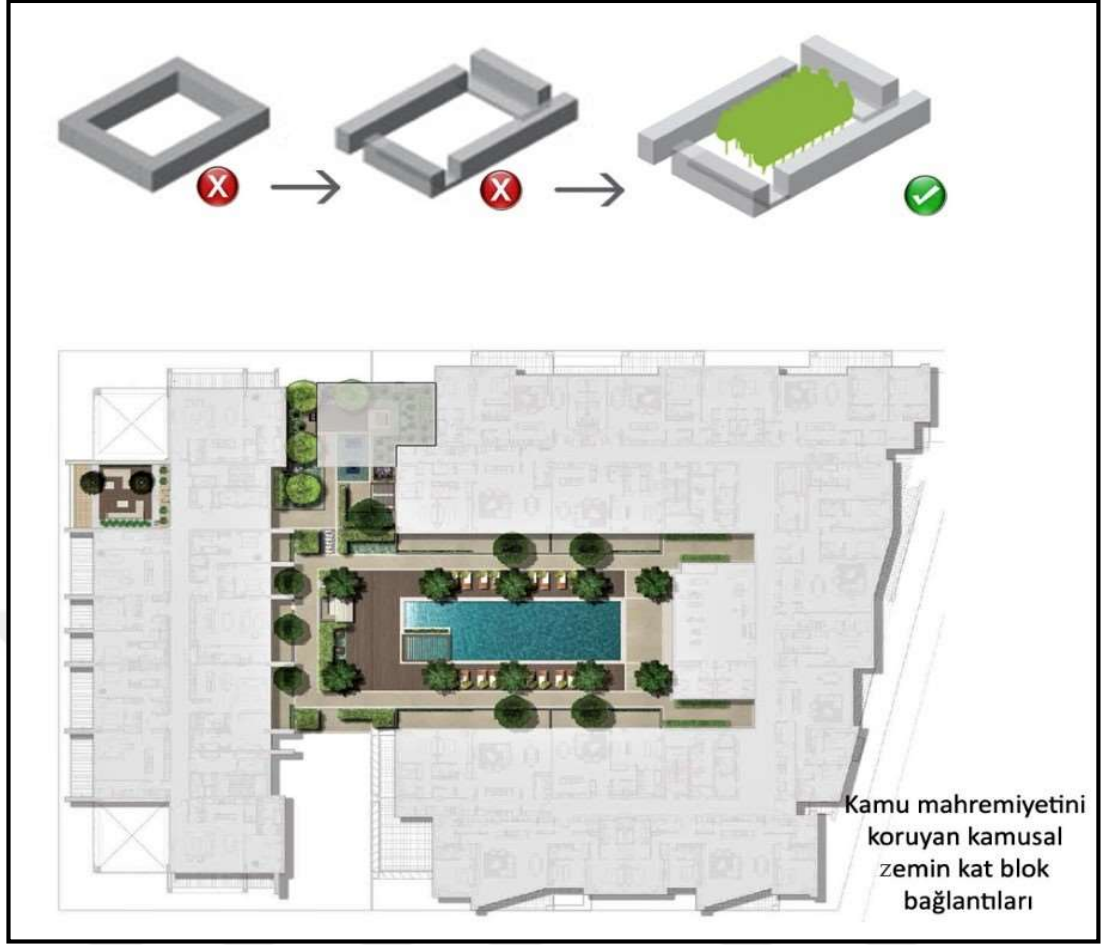 Kamu mahremiyetini
koruyan kamusal
zemin kat blok
bağlantıları